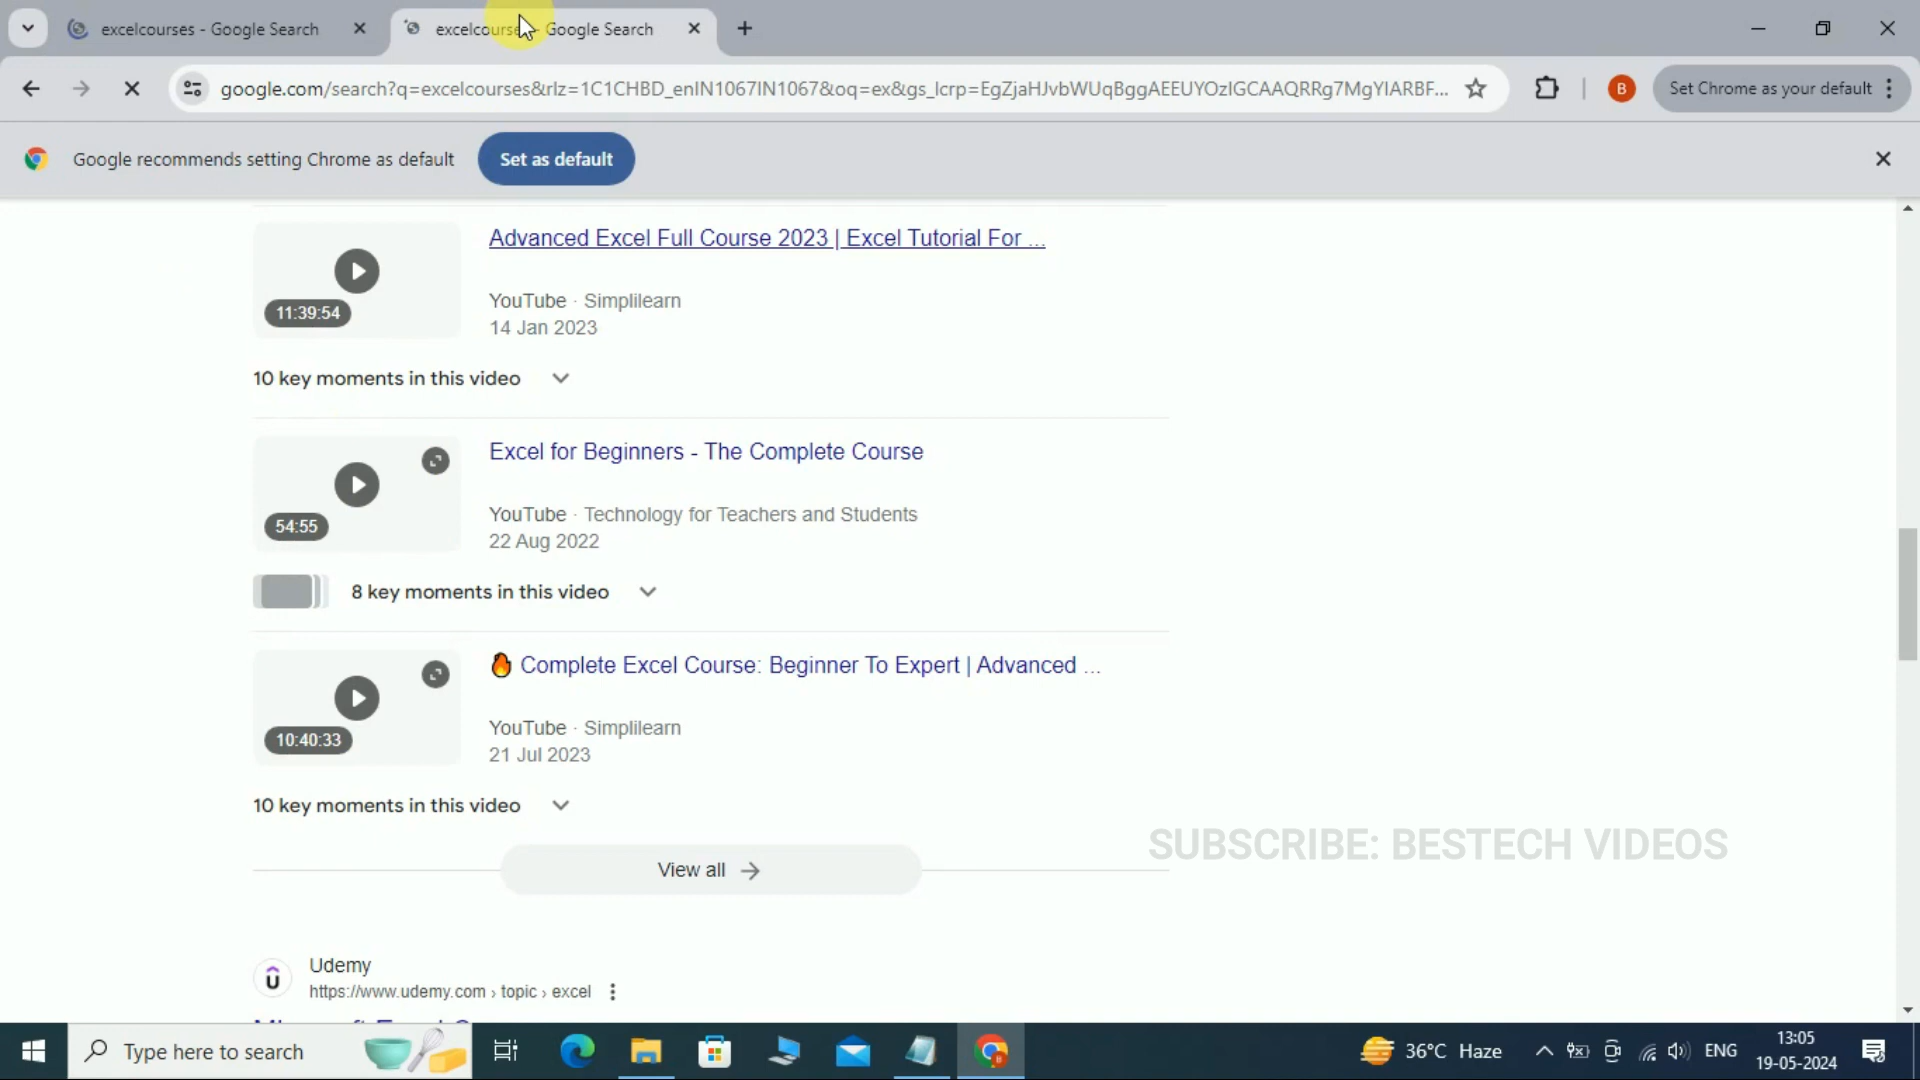 excelcourses - Google Search
Google Search
google.com/search?q=excelcourses&rlz=1C1CHBD_enIN1067IN1067&oq=ex&gs_lcrp=EgZjaHJvbWUqBggAEEUYOzIGCAAQRRg7MgYIARBF...
B
Set Chrome as your default
Google recommends setting Chrome as default
Set as default
Advanced Excel Full Course 2023 | Excel Tutorial For ...
YouTube · Simplilearn
11:39:54
14 Jan 2023
10 key moments in this video
Excel for Beginners - The Complete Course
YouTube · Technology for Teachers and Students
54:55
22 Aug 2022
8 key moments in this video
🔥 Complete Excel Course: Beginner To Expert | Advanced ...
YouTube · Simplilearn
10:40:33
21 Jul 2023
10 key moments in this video
SUBSCRIBE: BESTECH VIDEOS
View all →
Udemy
https://www.udemy.com › topic › excel
Type here to search
36°C Haze
ENG
13:05
19-05-2024